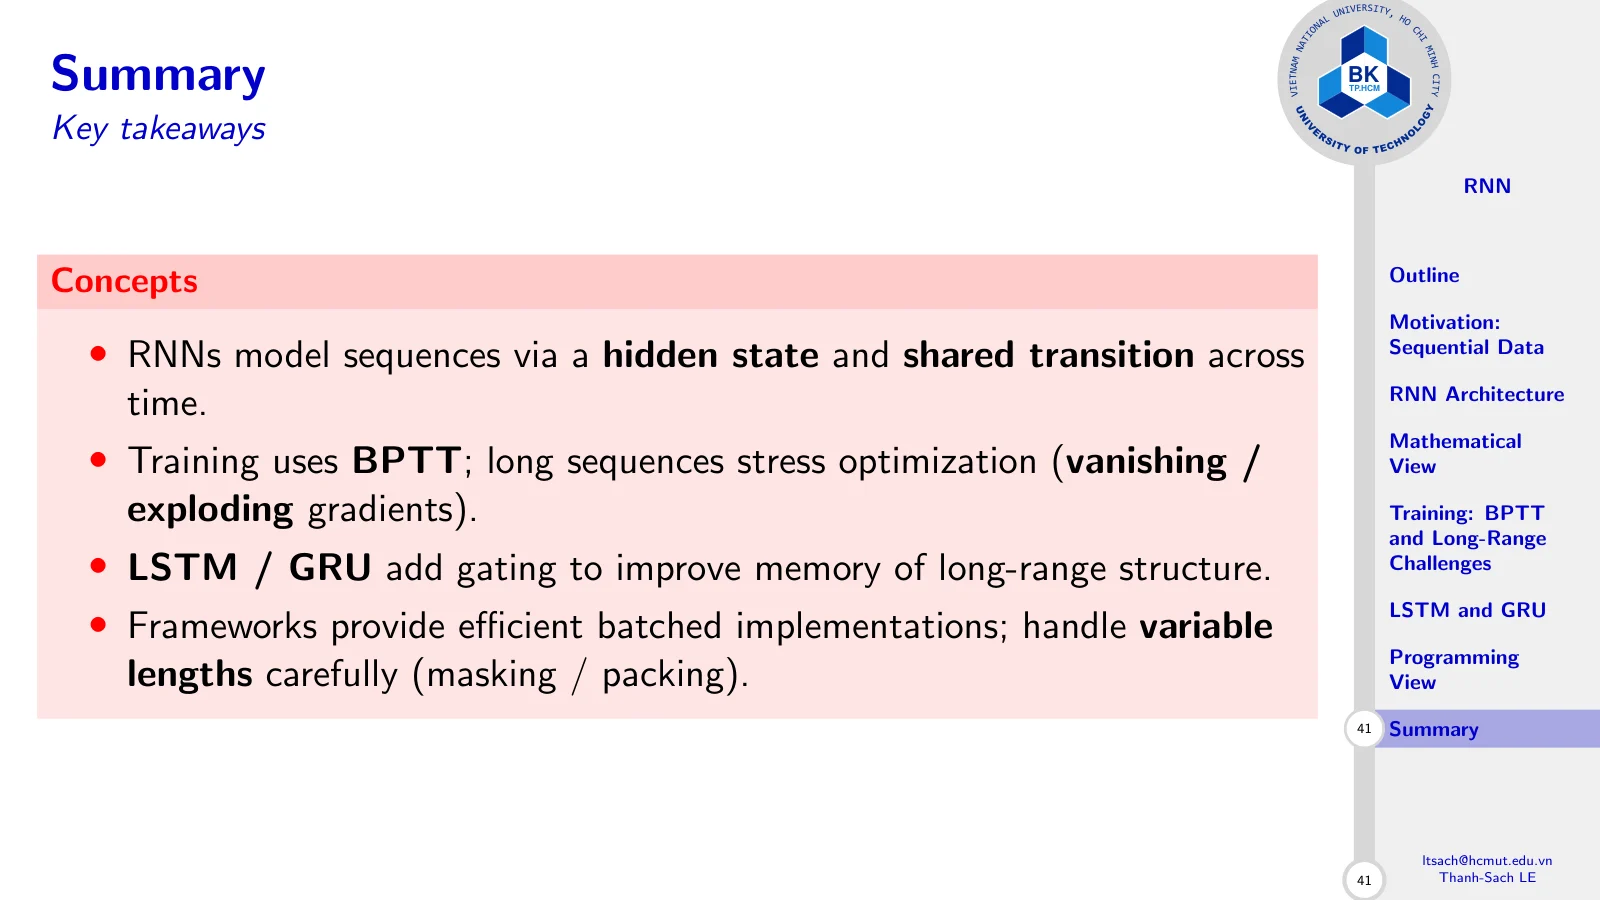 Summary
Key takeaways
Concepts
• RNNs model sequences via a hidden state and shared transition across
time.
• Training uses BPTT; long sequences stress optimization (vanishing /
exploding gradients).
• LSTM / GRU add gating to improve memory of long-range structure.
• Frameworks provide efficient batched implementations; handle variable
lengths carefully (masking / packing).
VIETNAM NATIONAL UNIVERSITY, HO CHI MINH CITY
BK
TP.HCM
UNIVERSITY OF TECHNOLOGY
RNN
Outline
Motivation:
Sequential Data
RNN Architecture
Mathematical
View
Training: BPTT
and Long-Range
Challenges
LSTM and GRU
Programming
View
41 Summary
ltsach@hcmut.edu.vn
Thanh-Sach LE
41